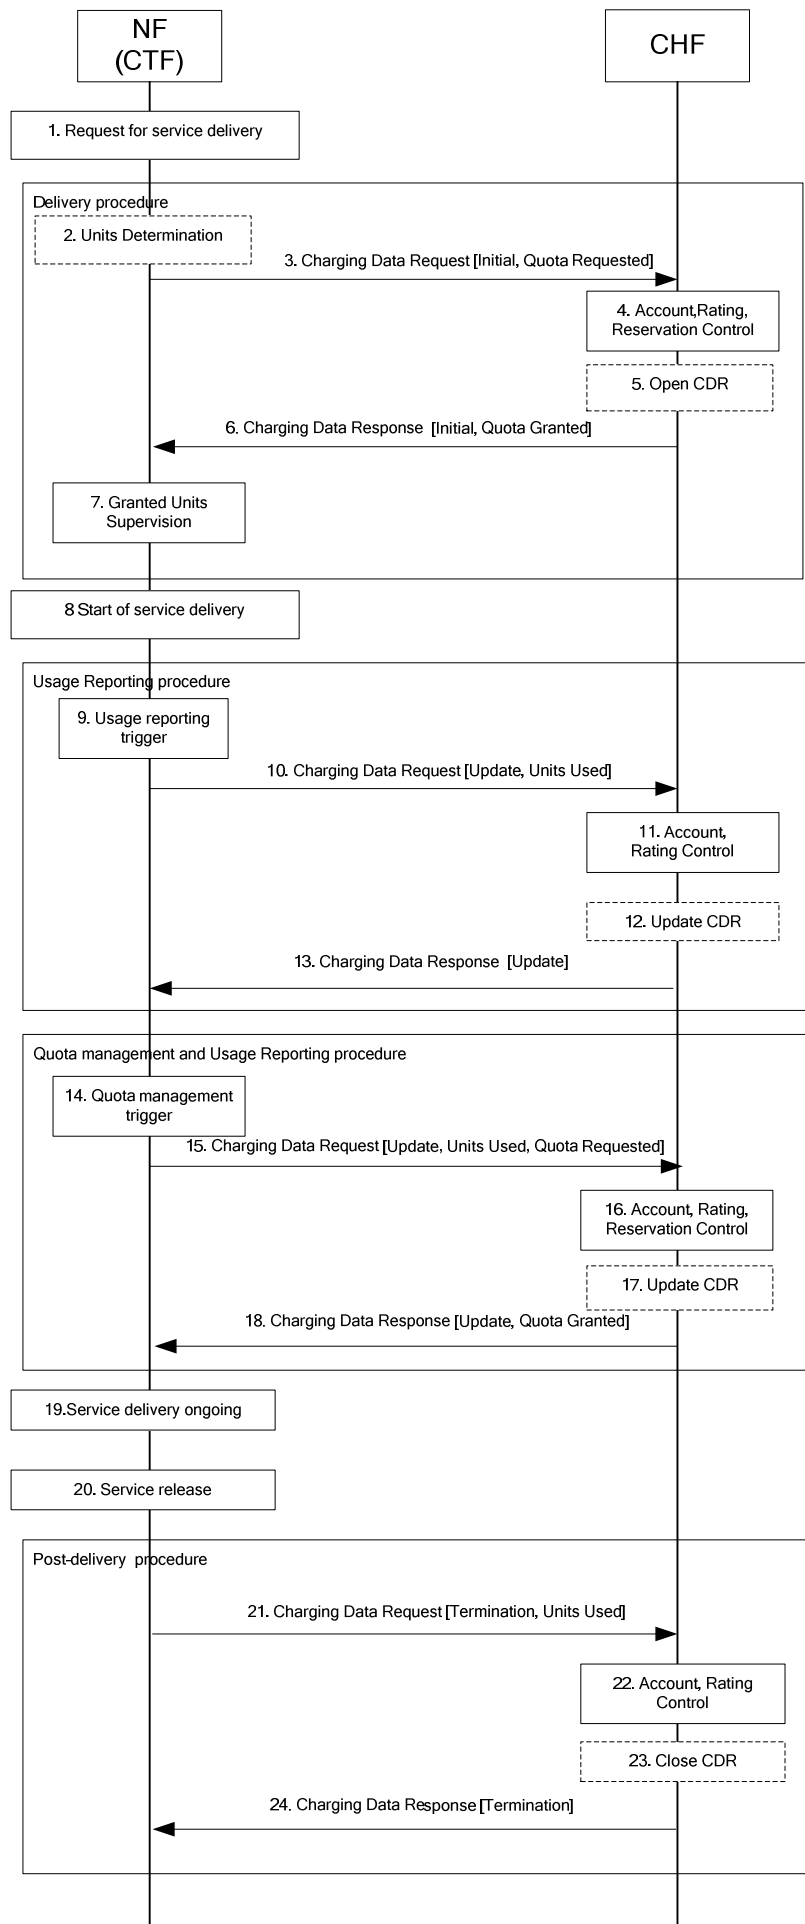 NF
(CTF)
CHF
1. Request for service delivery
Delivery procedure
2. Units Determination
3. Charging Data Request [Initial, Quota Requested]
4. Account,Rating,
Reservation Control
5. Open CDR
6. Charging Data Response [Initial, Quota Granted]
7. Granted Units
Supervision
8 Start of service delivery
Usage Reporting procedure
9. Usage reporting
trigger
10. Charging Data Request [Update, Units Used]
11. Account,
Rating Control
12. Update CDR
13. Charging Data Response [Update]
Quota management and Usage Reporting procedure
14. Quota management
trigger
15. Charging Data Request [Update, Units Used, Quota Requested]
16. Account, Rating,
Reservation Control
17. Update CDR
18. Charging Data Response [Update, Quota Granted]
19.Service delivery ongoing
20. Service release
Post-delivery procedure
21. Charging Data Request [Termination, Units Used]
22. Account, Rating
Control
23. Close CDR
24. Charging Data Response [Termination]